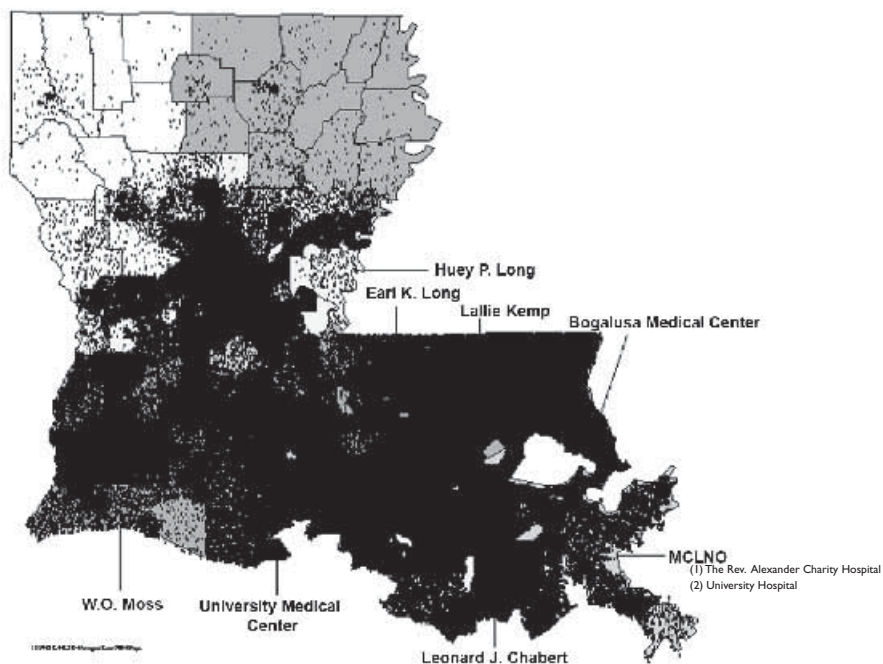 Huey P. Long
Earl K. Long
Lallie Kemp
Bogalusa Medical Center
MCLNO
(1) The Rev. Alexander Charity Hospital
(2) University Hospital
W.O. Moss
University Medical
Center
Leonard J. Chabert